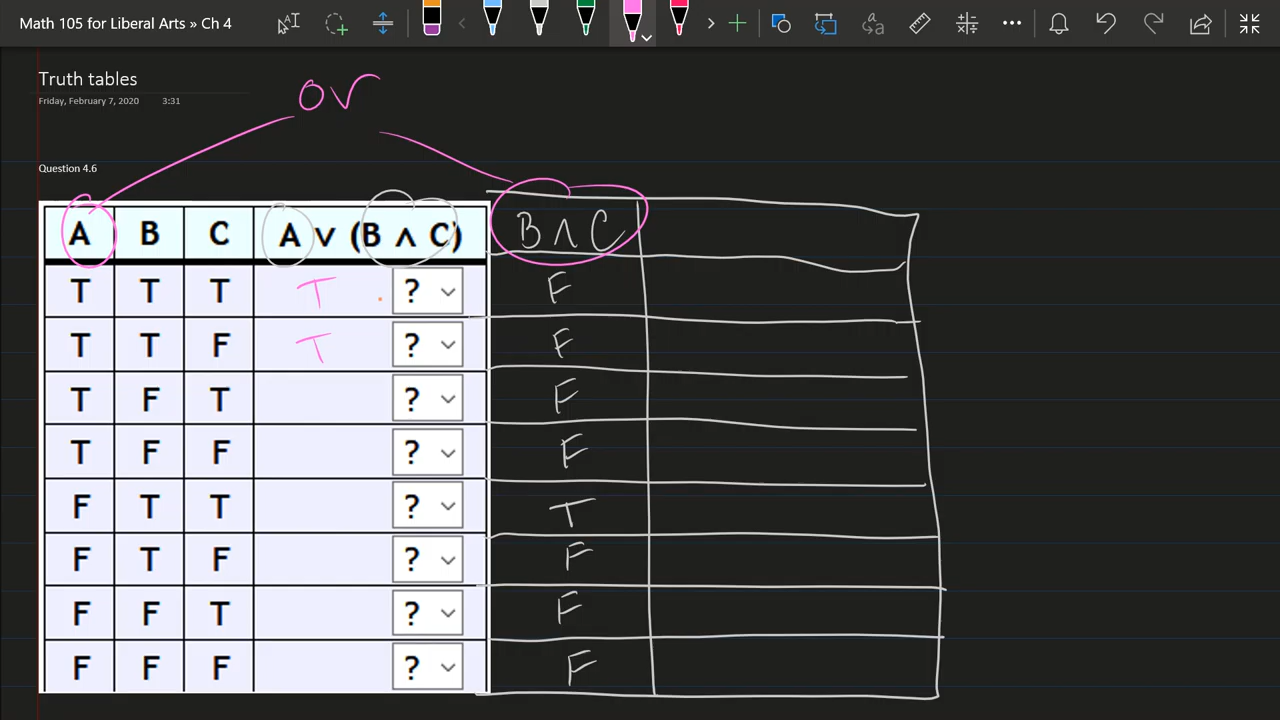 Math 105 for Liberal Arts » Ch 4
Truth tables
Friday, February 7, 2020 3:31
or
Question 4.6
A B C A ∨ (B ∧ C) B ∧ C
T T T T ? F
T T F T ? F
T F T ? F
T F F ? F
F T T ? T
F T F ? F
F F T ? F
F F F ? F